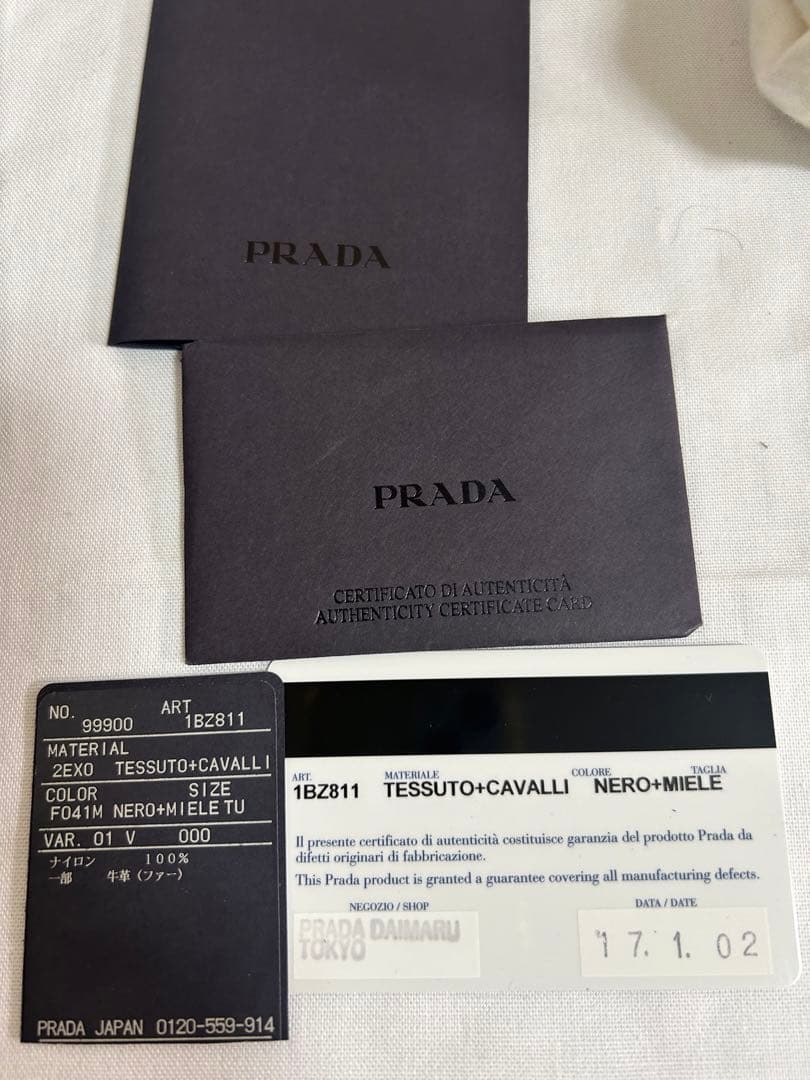 PRADA
PRADA
CERTIFICATO DI AUTENTICITÀ
AUTHENTICITY CERTIFICATE CARD
NO. 99900 ART 1BZ811
MATERIAL
2EX0 TESSUTO+CAVALLI
COLOR SIZE
F041M NERO+MIELE TU
VAR. 01 V 000
ナイロン 100%
一部 牛革(ファー)
PRADA JAPAN 0120-559-914
ART. MATERIALE COLORE TAGLIA
1BZ811 TESSUTO+CAVALLI NERO+MIELE
Il presente certificato di autenticità costituisce garanzia del prodotto Prada da
difetti originari di fabbricazione.
This Prada product is granted a guarantee covering all manufacturing defects.
NEGOZIO / SHOP DATA / DATE
PRADA DAIMARU
TOKYO
'17. 1. 02